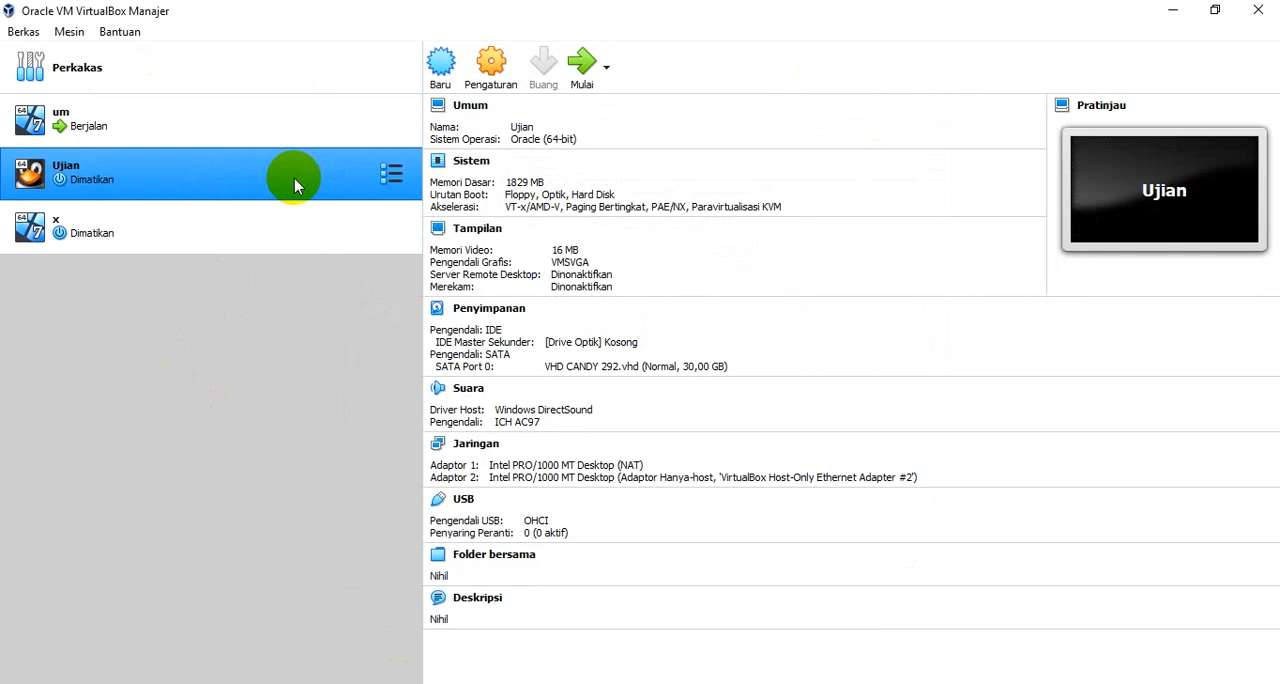 Oracle VM VirtualBox Manajer
Berkas Mesin Bantuan
Perkakas
64
7
um
Berjalan
64
Ujian
Dimatikan
64
7
x
Dimatikan
Baru Pengaturan Buang Mulai
Umum
Nama: Ujian
Sistem Operasi: Oracle (64-bit)
Sistem
Memori Dasar: 1829 MB
Urutan Boot: Floppy, Optik, Hard Disk
Akselerasi: VT-x/AMD-V, Paging Bertingkat, PAE/NX, Paravirtualisasi KVM
Tampilan
Memori Video: 16 MB
Pengendali Grafis: VMSVGA
Server Remote Desktop: Dinonaktifkan
Merekam: Dinonaktifkan
Pratinjau
Ujian
Penyimpanan
Pengendali: IDE
IDE Master Sekunder: [Drive Optik] Kosong
Pengendali: SATA
SATA Port 0: VHD CANDY 292.vhd (Normal, 30,00 GB)
Suara
Driver Host: Windows DirectSound
Pengendali: ICH AC97
Jaringan
Adaptor 1: Intel PRO/1000 MT Desktop (NAT)
Adaptor 2: Intel PRO/1000 MT Desktop (Adaptor Hanya-host, 'VirtualBox Host-Only Ethernet Adapter #2')
USB
Pengendali USB: OHCI
Penyaring Peranti: 0 (0 aktif)
Folder bersama
Nihil
Deskripsi
Nihil